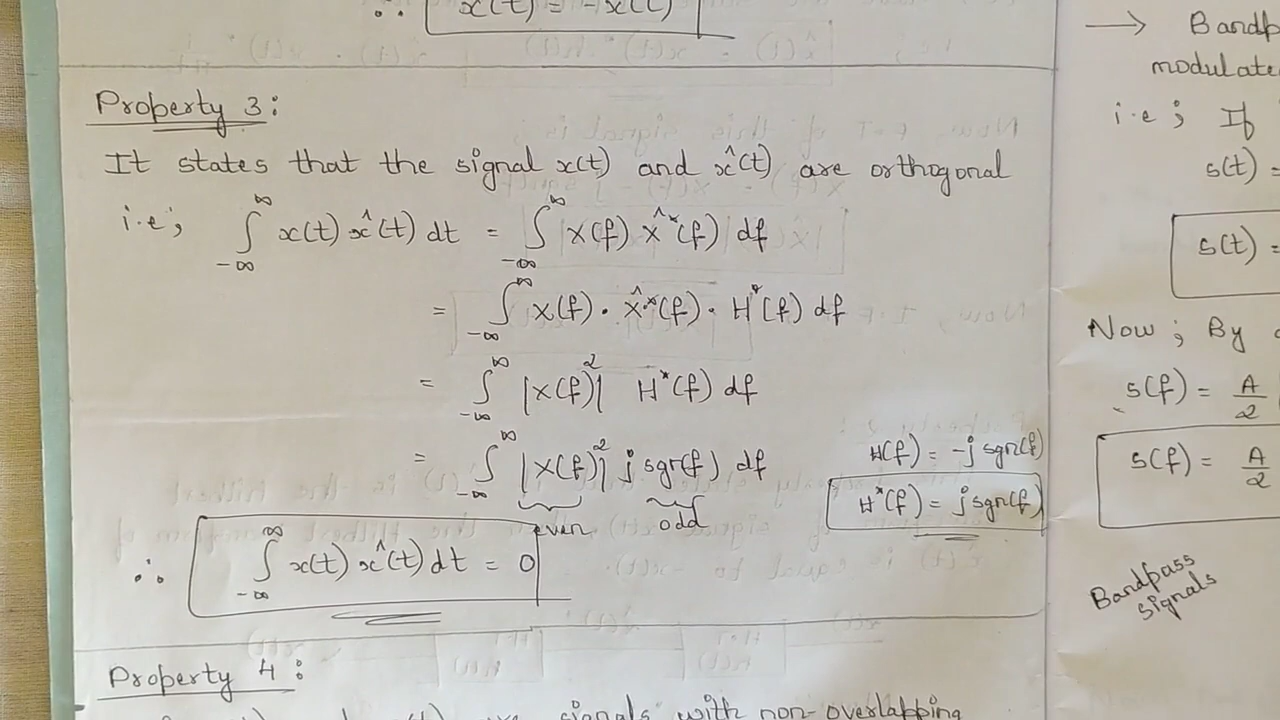 ∴ x(t) = -x(t)
Property 3:
It states that the signal x(t) and x̂(t) are orthogonal
i.e; ∫_{-∞}^{∞} x(t) x̂(t) dt = ∫_{-∞}^{∞} X(f) X̂*(f) df
= ∫_{-∞}^{∞} X(f) · X̂*(f) · H*(f) df
= ∫_{-∞}^{∞} |X(f)|² H*(f) df
= ∫_{-∞}^{∞} |X(f)|² j sgn(f) df
even odd
H(f) = -j sgn(f)
H*(f) = j sgn(f)
∴ ∫_{-∞}^{∞} x(t) x̂(t) dt = 0
Property 4:
signals with non-overlapping
→ Bandp
modulate
i.e; If
s(t) =
s(t) =
Now; By
s(f) = A/2
s(f) = A/2
Bandpass
signals